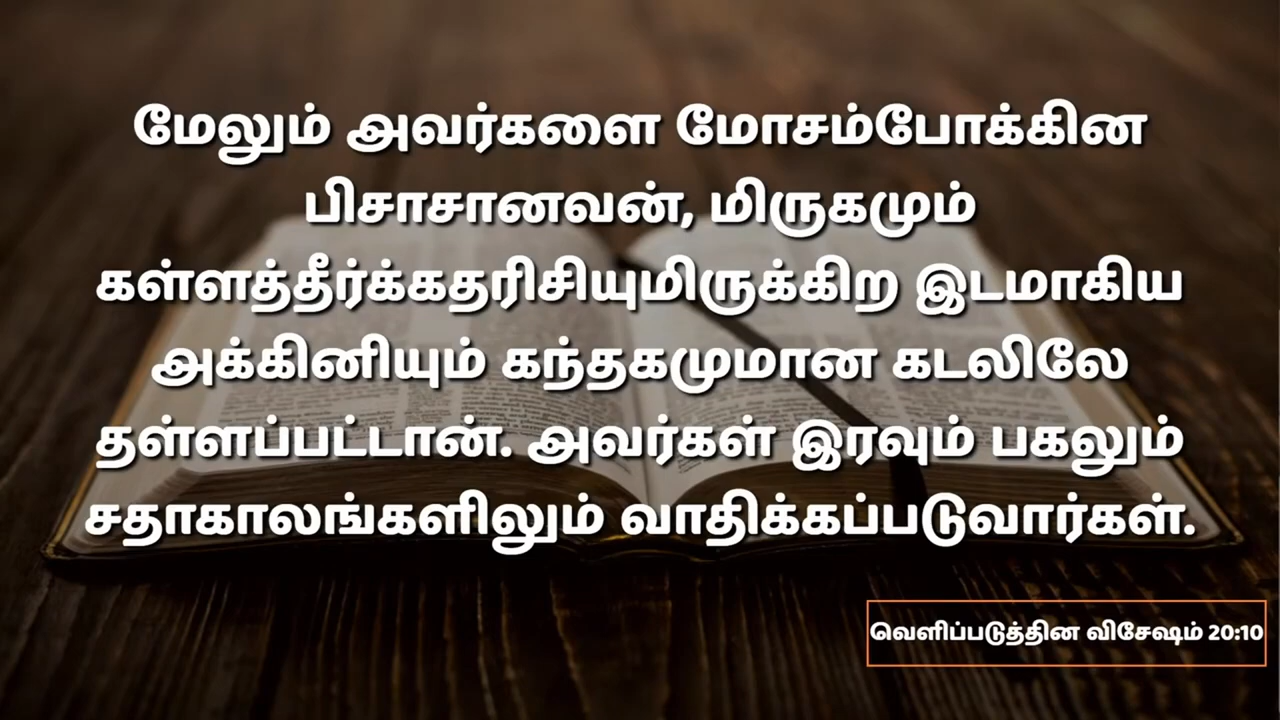 மேலும் அவர்களை மோசம்போக்கின
பிசாசானவன், மிருகமும்
கள்ளத்தீர்க்கதரிசியுமிருக்கிற இடமாகிய
அக்கினியும் கந்தகமுமான கடலிலே
தள்ளப்பட்டான். அவர்கள் இரவும் பகலும்
சதாகாலங்களிலும் வாதிக்கப்படுவார்கள்.
வெளிப்படுத்தின விசேஷம் 20:10